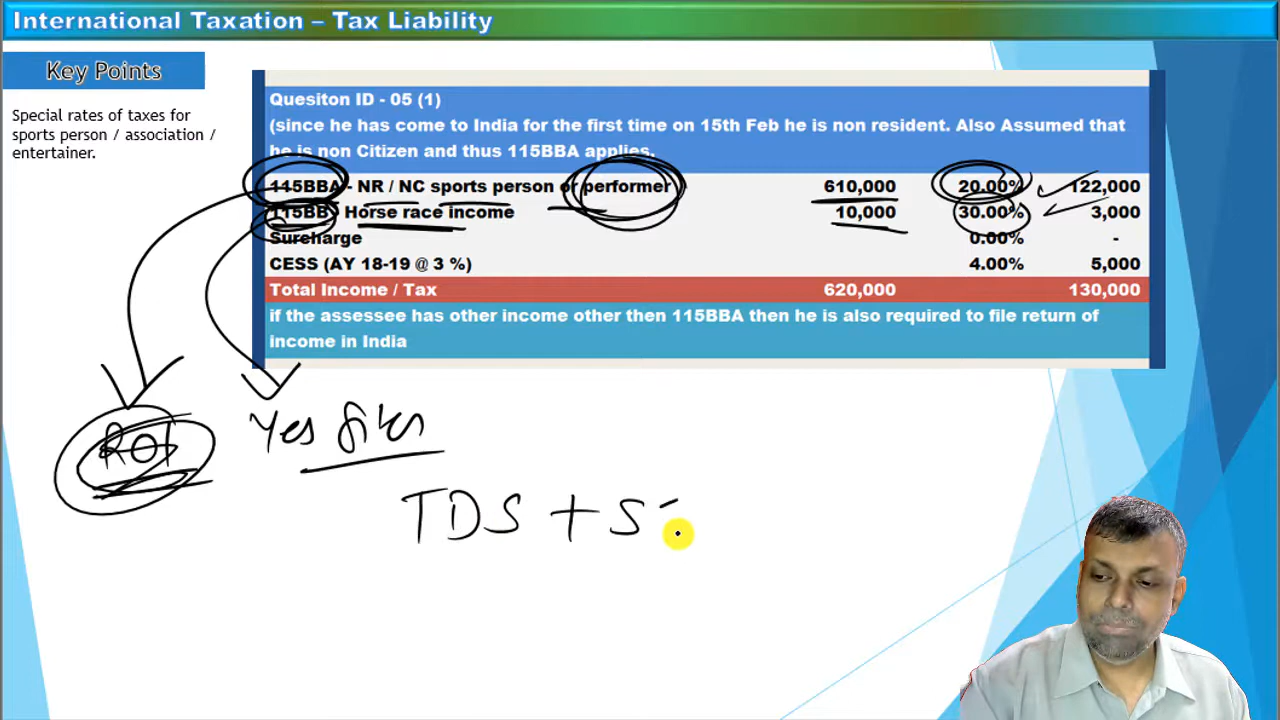 International Taxation – Tax Liability
Key Points
Special rates of taxes for
sports person / association /
entertainer.
Quesiton ID - 05 (1)
(since he has come to India for the first time on 15th Feb he is non resident. Also Assumed that
he is non Citizen and thus 115BBA applies.
115BBA - NR / NC sports person or performer 610,000 20.00% 122,000
115BB - Horse race income 10,000 30.00% 3,000
Surcharge 0.00% -
CESS (AY 18-19 @ 3 %) 4.00% 5,000
Total Income / Tax 620,000 130,000
if the assessee has other income other then 115BBA then he is also required to file return of
income in India
ROI Yes files
TDS + S